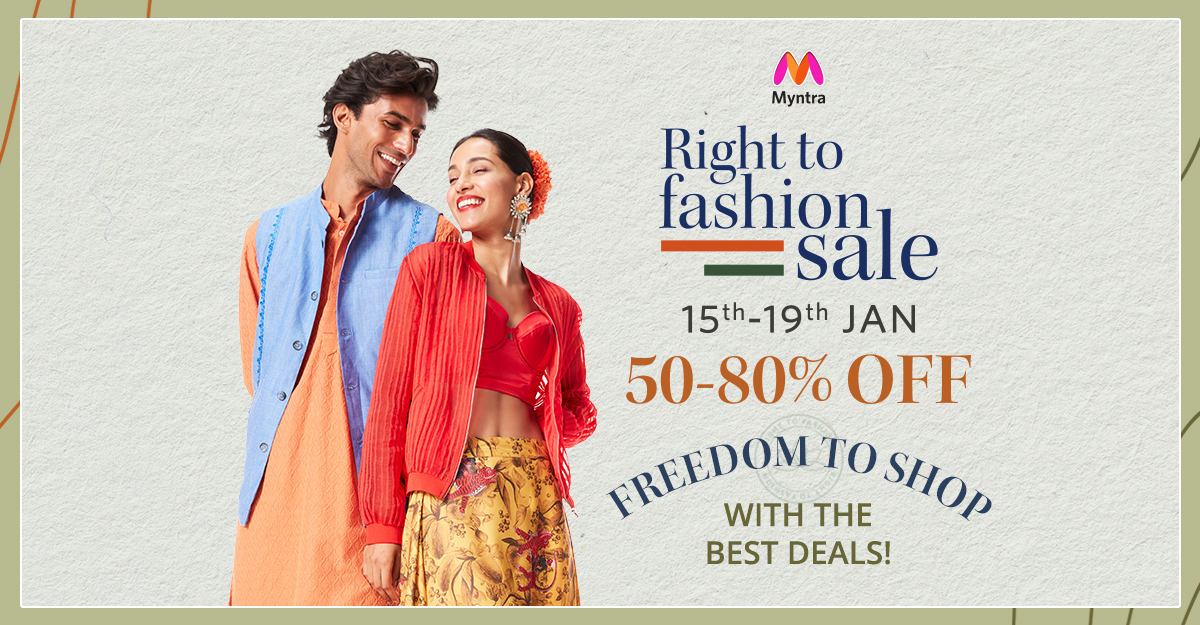 Myntra
Right to
fashion
sale
15th-19th JAN
50-80% OFF
FREEDOM TO SHOP
WITH THE
BEST DEALS!